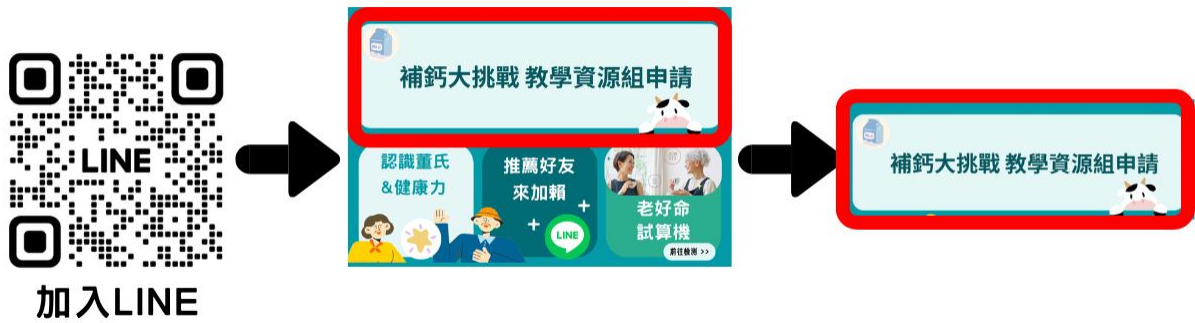 LINE
加入LINE
補鈣大挑戰 教學資源組申請
認識董氏
&健康力
推薦好友
來加賴
LINE
老好命
試算機
前往檢測 >>
補鈣大挑戰 教學資源組申請